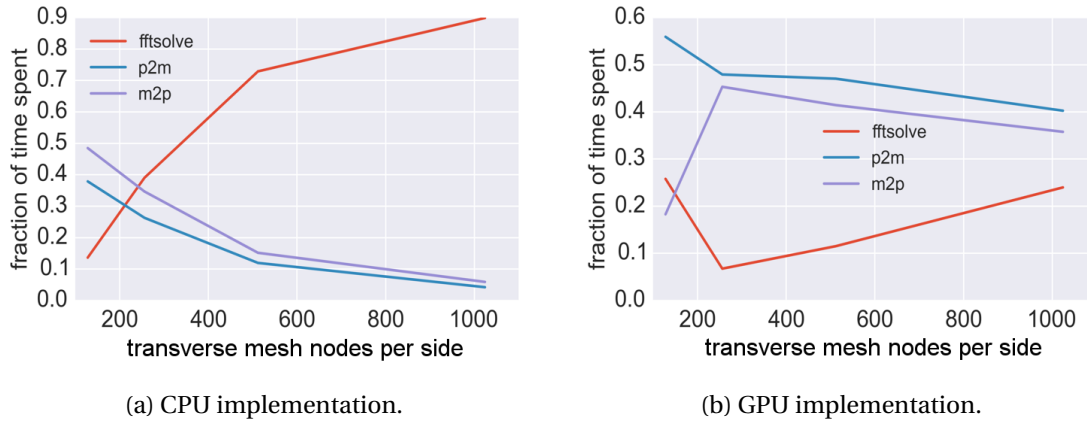 0.9
0.8
0.7
0.6
0.5
0.4
0.3
0.2
0.1
0.0
fraction of time spent
fftsolve
p2m
m2p
200 400 600 800 1000
transverse mesh nodes per side
(a) CPU implementation.
0.6
0.5
0.4
0.3
0.2
0.1
0.0
fraction of time spent
fftsolve
p2m
m2p
200 400 600 800 1000
transverse mesh nodes per side
(b) GPU implementation.